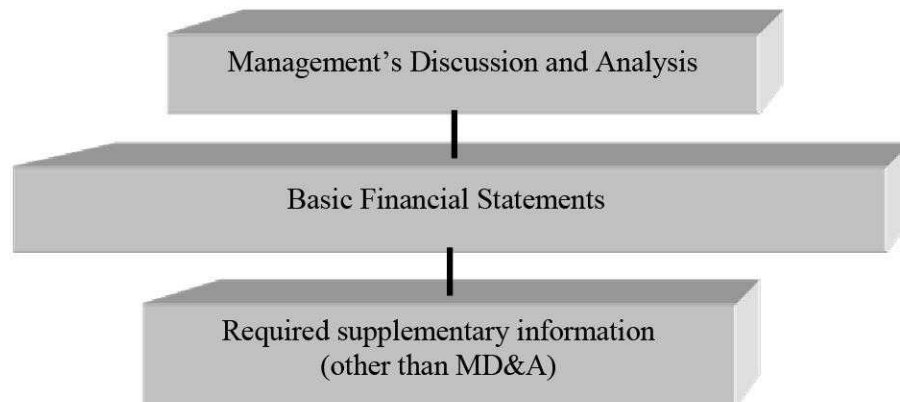 Management’s Discussion and Analysis
Basic Financial Statements
Required supplementary information
(other than MD&A)